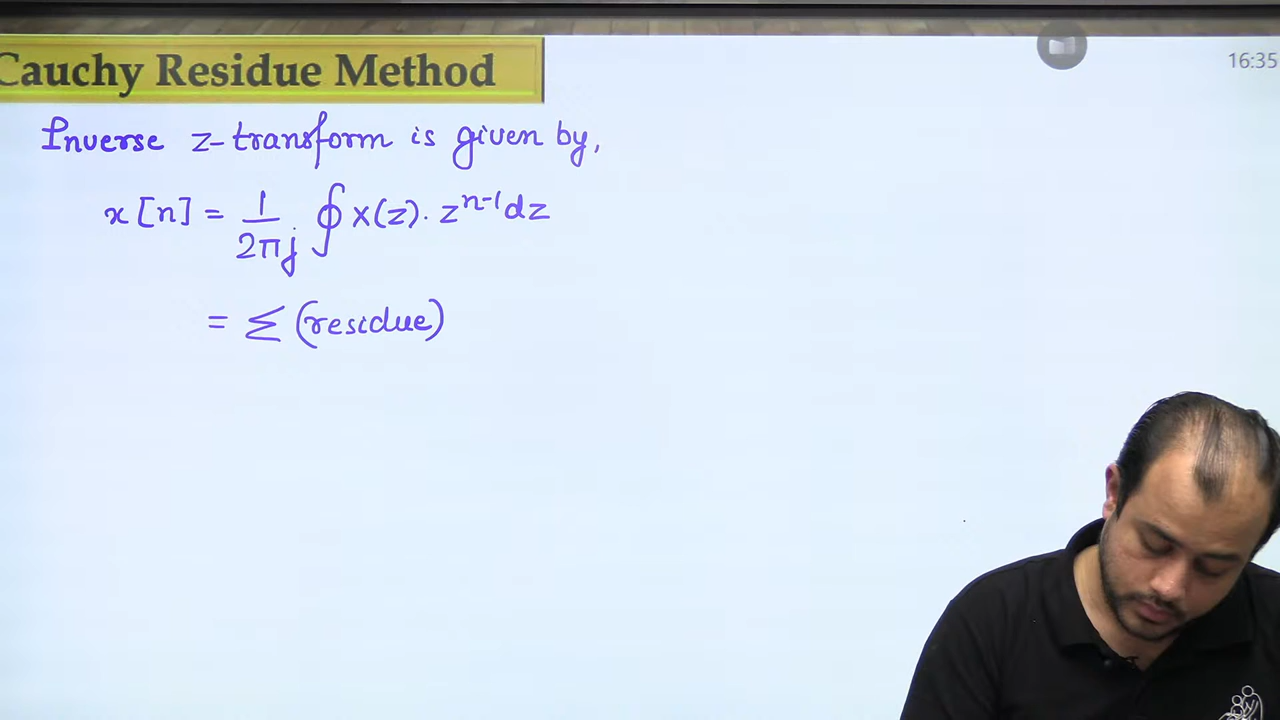 Cauchy Residue Method
16:35
Inverse z-transform is given by,
x[n] = 1/2πj ∮ X(z). z^{n-1} dz
= Σ (residue)